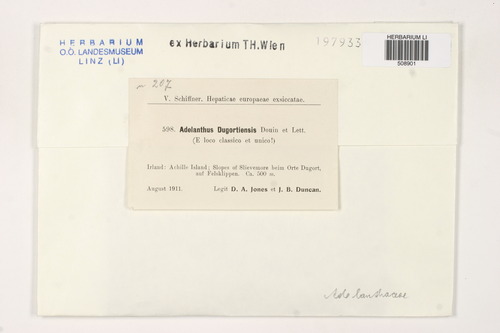 HERBARIUM
O.Ö. LANDESMUSEUM
LINZ (LI)
ex Herbarium TH.Wien
197933
HERBARIUM LI
508901
207
V. Schiffner. Hepaticae europaeae exsiccatae.
598. Adelanthus Dugortiensis Douin et Lett.
(E loco classico et unico!)
Irland: Achille Island; Slopes of Slievemore beim Orte Dugort,
auf Felsklippen. Ca. 500 m.
August 1911. Legit D. A. Jones et J. B. Duncan.
Adelanthaceae